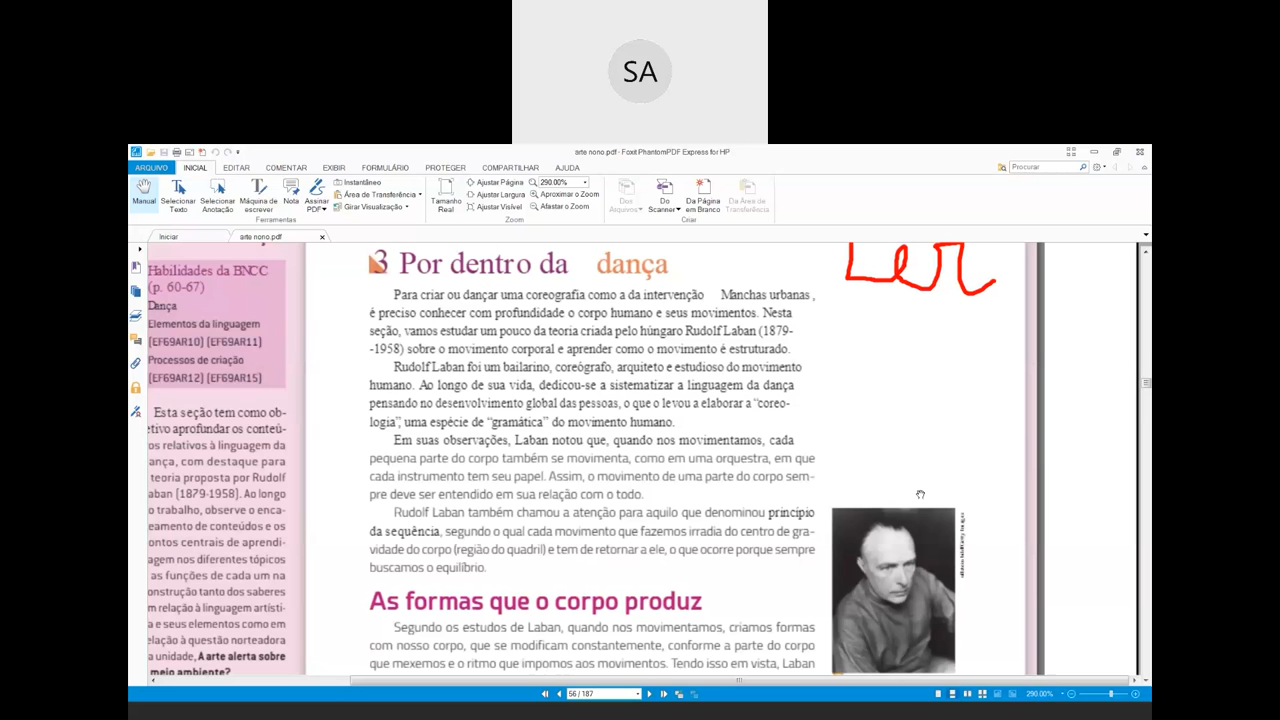 SA
arte nono.pdf - Foxit PhantomPDF Express for HP
ARQUIVO INICIAL EDITAR COMENTAR EXIBIR FORMULÁRIO PROTEGER COMPARTILHAR AJUDA
Procurar
Manual
Selecionar Texto
Selecionar Anotação
Máquina de escrever
Nota
Assinar PDF
Instantâneo
Área de Transferência
Girar Visualização
Ferramentas
Tamanho Real
Ajustar Página
Ajustar Largura
Ajustar Visível
290.00%
Aproximar o Zoom
Afastar o Zoom
Zoom
Dos Arquivos
Do Scanner
Da Página em Branco
Da Área de Transferência
Criar
Iniciar
arte nono.pdf
Habilidades da BNCC
(p. 60-67)
Dança
Elementos da linguagem
(EF69AR10) (EF69AR11)
Processos de criação
(EF69AR12) (EF69AR15)
Esta seção tem como ob-
etivo aprofundar os conteú-
os relativos à linguagem da
ança, com destaque para
teoria proposta por Rudolf
aban (1879-1958). Ao longo
o trabalho, observe o enca-
eamento de conteúdos e os
ontos centrais de aprendi-
agem nos diferentes tópicos
as funções de cada um na
onstrução tanto dos saberes
m relação à linguagem artísti-
a e seus elementos como em
elação à questão norteadora
a unidade, A arte alerta sobre
meio ambiente?
3 Por dentro da dança
Ler
Para criar ou dançar uma coreografia como a da intervenção Manchas urbanas ,
é preciso conhecer com profundidade o corpo humano e seus movimentos. Nesta
seção, vamos estudar um pouco da teoria criada pelo húngaro Rudolf Laban (1879-
-1958) sobre o movimento corporal e aprender como o movimento é estruturado.
Rudolf Laban foi um bailarino, coreógrafo, arquiteto e estudioso do movimento
humano. Ao longo de sua vida, dedicou-se a sistematizar a linguagem da dança
pensando no desenvolvimento global das pessoas, o que o levou a elaborar a “coreo-
logia”, uma espécie de “gramática” do movimento humano.
Em suas observações, Laban notou que, quando nos movimentamos, cada
pequena parte do corpo também se movimenta, como em uma orquestra, em que
cada instrumento tem seu papel. Assim, o movimento de uma parte do corpo sem-
pre deve ser entendido em sua relação com o todo.
Rudolf Laban também chamou a atenção para aquilo que denominou princípio
da sequência, segundo o qual cada movimento que fazemos irradia do centro de gra-
vidade do corpo (região do quadril) e tem de retornar a ele, o que ocorre porque sempre
buscamos o equilíbrio.
As formas que o corpo produz
Segundo os estudos de Laban, quando nos movimentamos, criamos formas
com nosso corpo, que se modificam constantemente, conforme a parte do corpo
que mexemos e o ritmo que impomos aos movimentos. Tendo isso em vista, Laban
56 / 187
290.00%